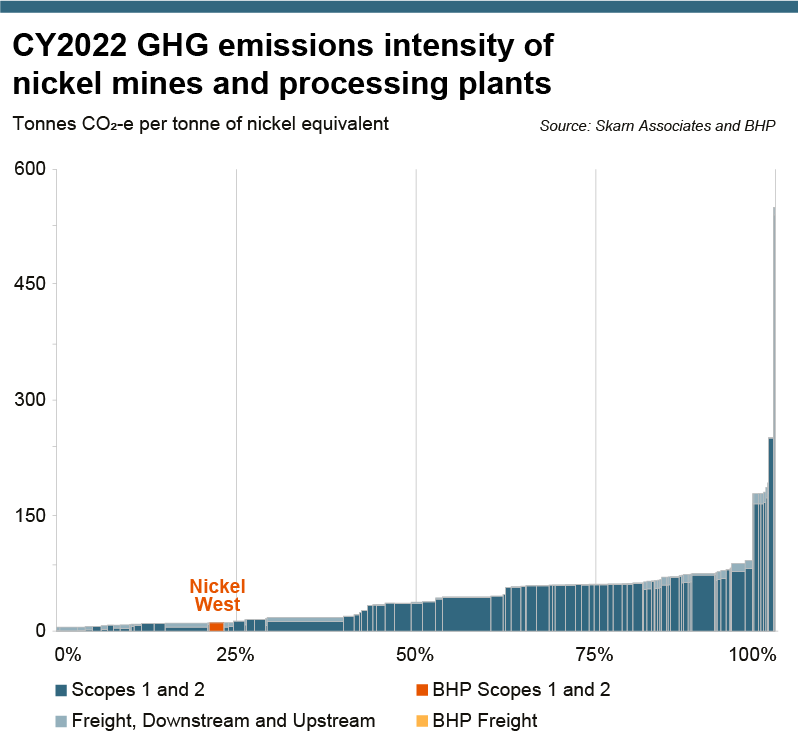 CY2022 GHG emissions intensity of
nickel mines and processing plants
Tonnes CO₂-e per tonne of nickel equivalent
Source: Skarn Associates and BHP
600
450
300
150
0
Nickel
West
0%
25%
50%
75%
100%
Scopes 1 and 2
BHP Scopes 1 and 2
Freight, Downstream and Upstream
BHP Freight